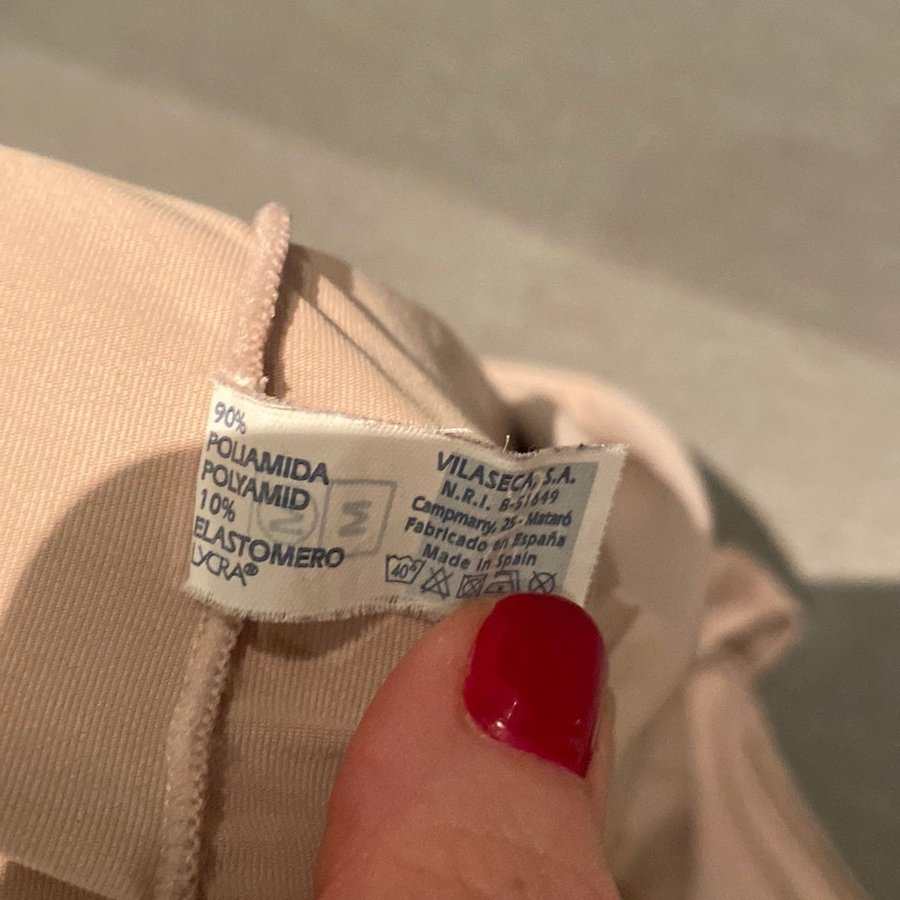 90%
POLIAMIDA
POLYAMID
10%
ELASTOMERO
LYCRA®
VILASECA, S.A.
N.R.I. B-51649
Campmany, 25 - Mataró
Fabricado en España
Made in Spain
40°